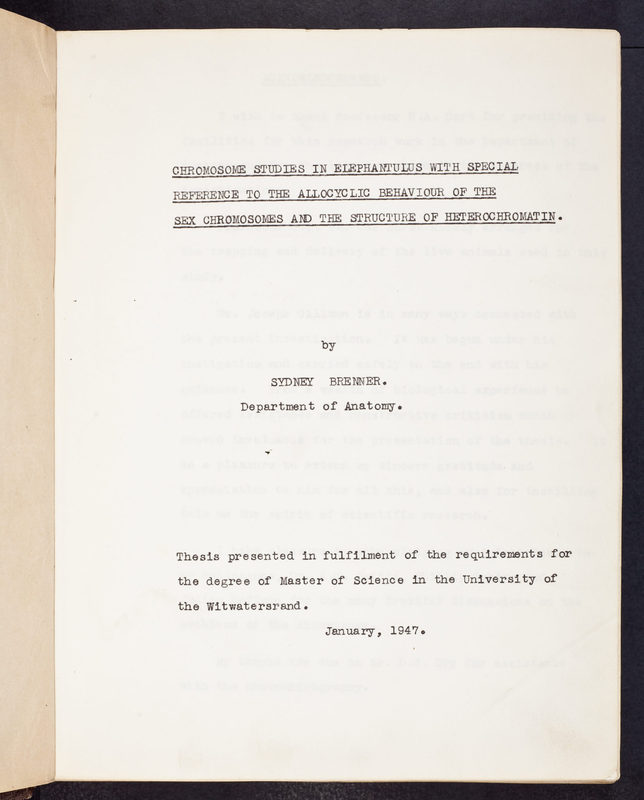 CHROMOSOME STUDIES IN ELEPHANTULUS WITH SPECIAL
REFERENCE TO THE ALLOCYCLIC BEHAVIOUR OF THE
SEX CHROMOSOMES AND THE STRUCTURE OF HETEROCHROMATIN.
by
SYDNEY BRENNER.
Department of Anatomy.
Thesis presented in fulfilment of the requirements for
the degree of Master of Science in the University of
the Witwatersrand.
January, 1947.